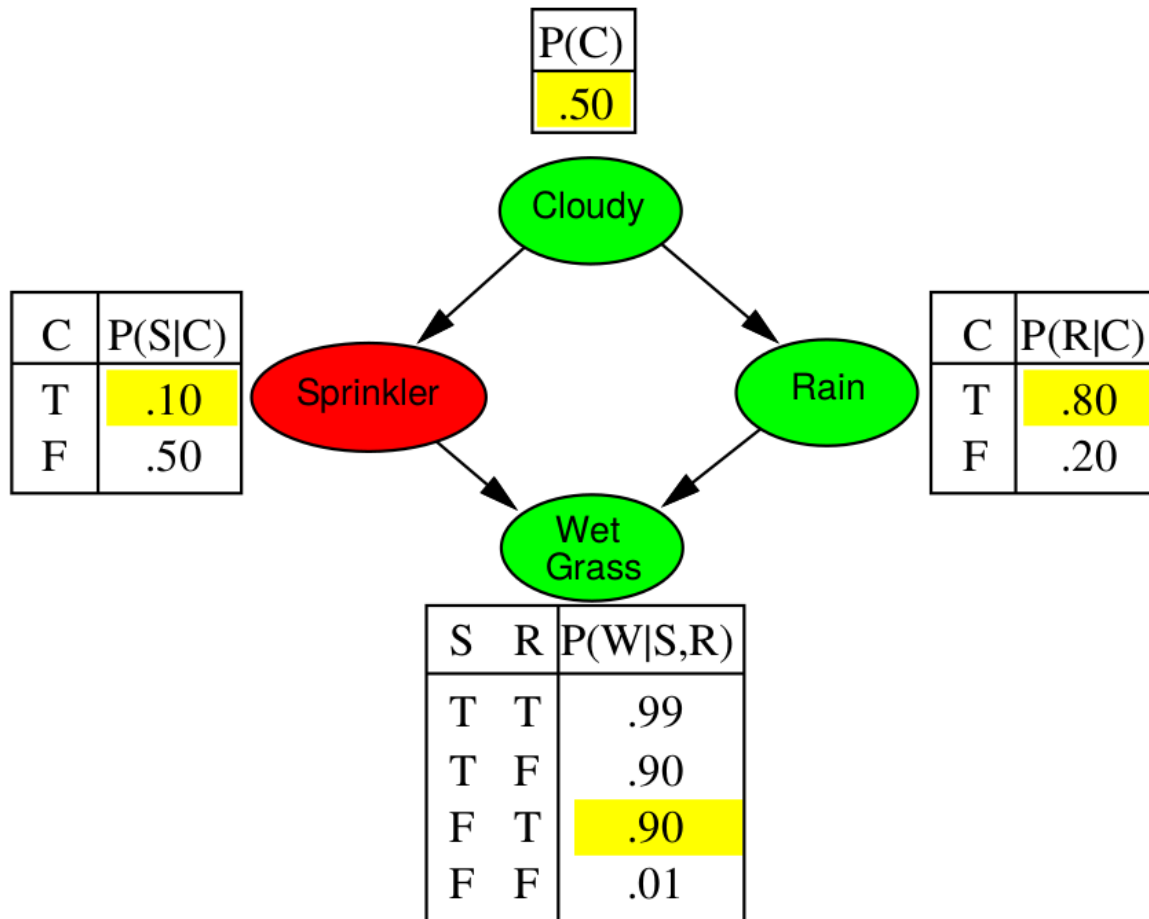 P(C)
.50
Cloudy
C P(S|C)
T .10
F .50
Sprinkler
Rain
C P(R|C)
T .80
F .20
Wet
Grass
S R P(W|S,R)
T T .99
T F .90
F T .90
F F .01